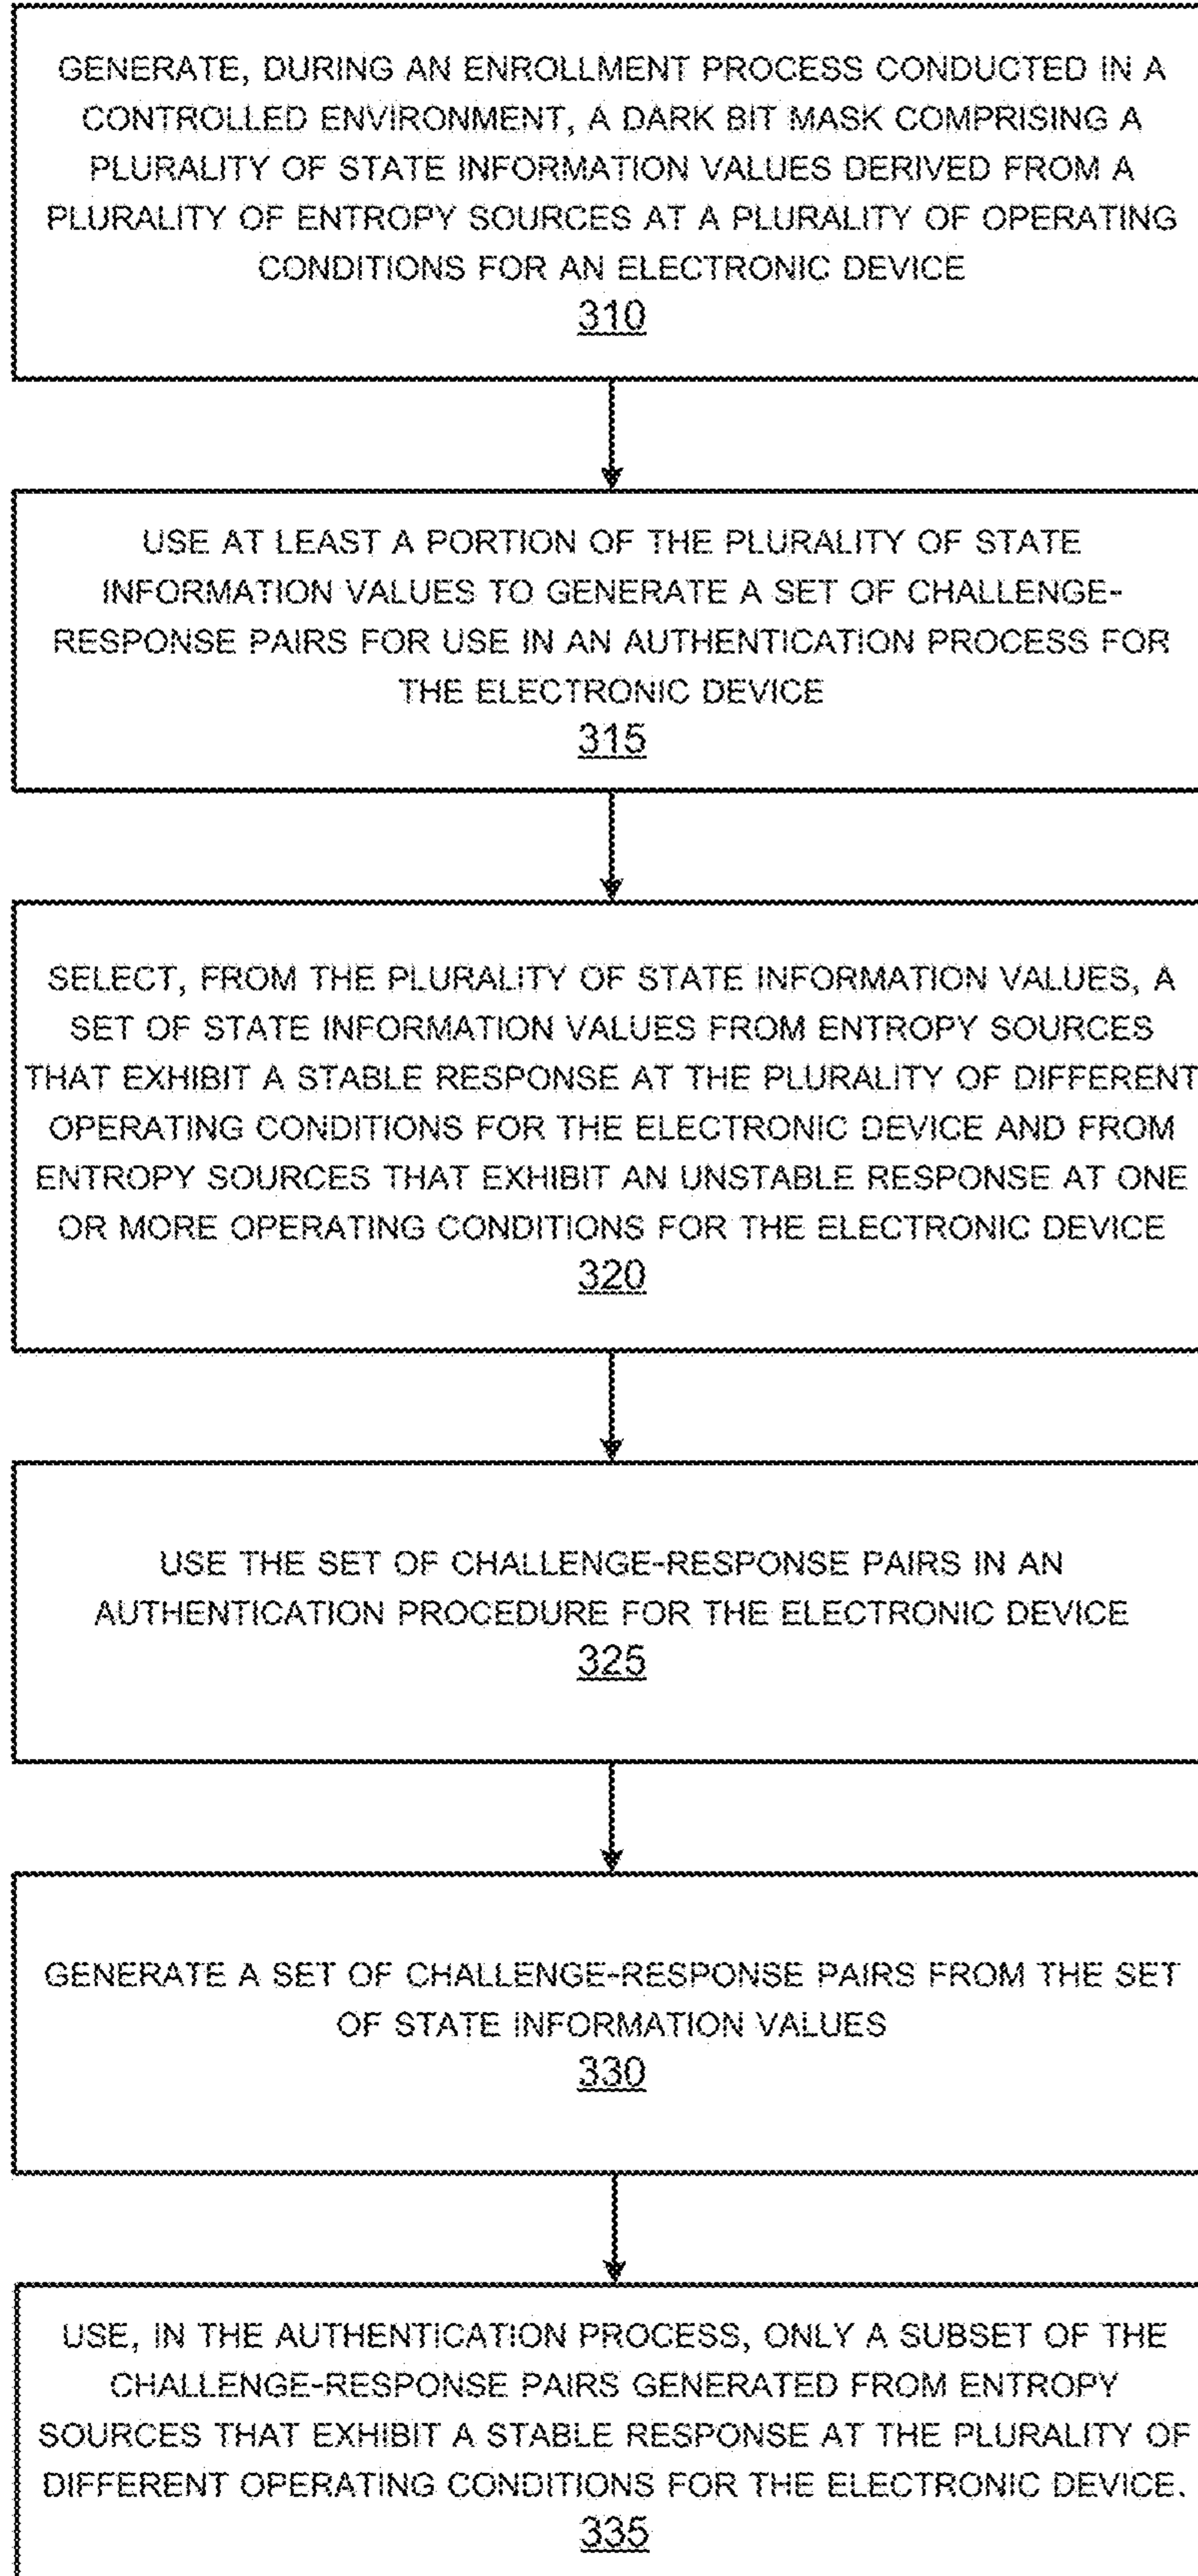 GENERATE, DURING AN ENROLLMENT PROCESS CONDUCTED IN A
CONTROLLED ENVIRONMENT, A DARK BIT MASK COMPRISING A
PLURALITY OF STATE INFORMATION VALUES DERIVED FROM A
PLURALITY OF ENTROPY SOURCES AT A PLURALITY OF OPERATING
CONDITIONS FOR AN ELECTRONIC DEVICE
310
USE AT LEAST A PORTION OF THE PLURALITY OF STATE
INFORMATION VALUES TO GENERATE A SET OF CHALLENGE-
RESPONSE PAIRS FOR USE IN AN AUTHENTICATION PROCESS FOR
THE ELECTRONIC DEVICE
315
SELECT, FROM THE PLURALITY OF STATE INFORMATION VALUES, A
SET OF STATE INFORMATION VALUES FROM ENTROPY SOURCES
THAT EXHIBIT A STABLE RESPONSE AT THE PLURALITY OF DIFFERENT
OPERATING CONDITIONS FOR THE ELECTRONIC DEVICE AND FROM
ENTROPY SOURCES THAT EXHIBIT AN UNSTABLE RESPONSE AT ONE
OR MORE OPERATING CONDITIONS FOR THE ELECTRONIC DEVICE
320
USE THE SET OF CHALLENGE-RESPONSE PAIRS IN AN
AUTHENTICATION PROCEDURE FOR THE ELECTRONIC DEVICE
325
GENERATE A SET OF CHALLENGE-RESPONSE PAIRS FROM THE SET
OF STATE INFORMATION VALUES
330
USE, IN THE AUTHENTICATION PROCESS, ONLY A SUBSET OF THE
CHALLENGE-RESPONSE PAIRS GENERATED FROM ENTROPY
SOURCES THAT EXHIBIT A STABLE RESPONSE AT THE PLURALITY OF
DIFFERENT OPERATING CONDITIONS FOR THE ELECTRONIC DEVICE.
335